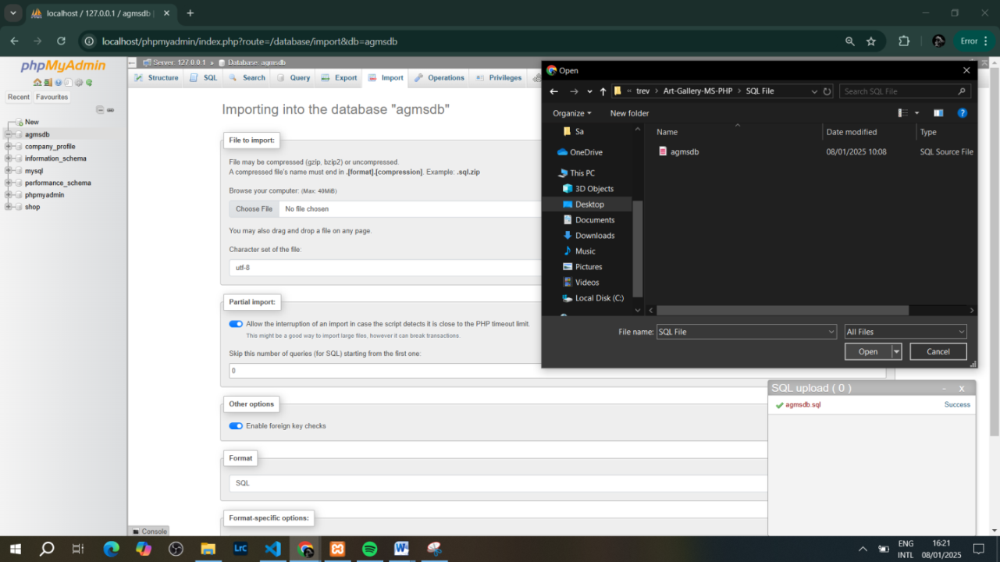 localhost / 127.0.0.1 / agmsdb |
localhost/phpmyadmin/index.php?route=/database/import&db=agmsdb
Error
phpMyAdmin
Recent
Favourites
New
agmsdb
company_profile
information_schema
mysql
performance_schema
phpmyadmin
shop
Server: 127.0.0.1 » Database: agmsdb
Structure
SQL
Search
Query
Export
Import
Operations
Privileges
Importing into the database "agmsdb"
File to import:
File may be compressed (gzip, bzip2) or uncompressed.
A compressed file's name must end in .[format].[compression]. Example: .sql.zip
Browse your computer: (Max: 40MiB)
Choose File No file chosen
You may also drag and drop a file on any page.
Character set of the file:
utf-8
Partial import:
Allow the interruption of an import in case the script detects it is close to the PHP timeout limit.
This might be a good way to import large files, however it can break transactions.
Skip this number of queries (for SQL) starting from the first one:
0
Other options
Enable foreign key checks
Format
SQL
Format-specific options:
Console
Open
« trev › Art-Gallery-MS-PHP › SQL File
Search SQL File
Organize
New folder
Sa
OneDrive
This PC
3D Objects
Desktop
Documents
Downloads
Music
Pictures
Videos
Local Disk (C:)
Name
Date modified
Type
agmsdb
08/01/2025 10:08
SQL Source File
File name:
SQL File
All Files
Open
Cancel
SQL upload ( 0 )
- x
agmsdb.sql
Success
Lrc
ENG
INTL
16:21
08/01/2025